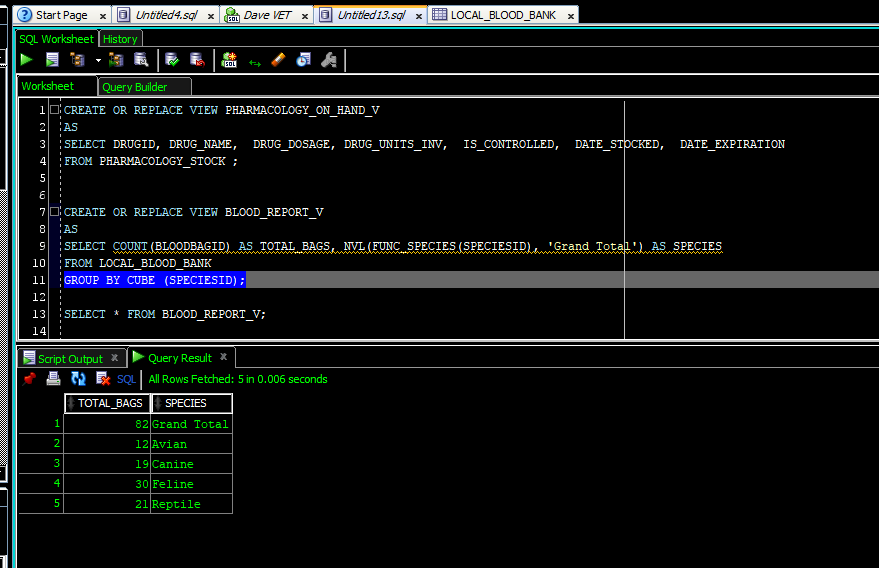 Start Page × Untitled4.sql × Dave VET × Untitled13.sql × LOCAL_BLOOD_BANK ×
SQL Worksheet History
Worksheet Query Builder
1 CREATE OR REPLACE VIEW PHARMACOLOGY_ON_HAND_V
2 AS
3 SELECT DRUGID, DRUG_NAME, DRUG_DOSAGE, DRUG_UNITS_INV, IS_CONTROLLED, DATE_STOCKED, DATE_EXPIRATION
4 FROM PHARMACOLOGY_STOCK ;
5
6
7 CREATE OR REPLACE VIEW BLOOD_REPORT_V
8 AS
9 SELECT COUNT(BLOODBAGID) AS TOTAL_BAGS, NVL(FUNC_SPECIES(SPECIESID), 'Grand Total') AS SPECIES
10 FROM LOCAL_BLOOD_BANK
11 GROUP BY CUBE (SPECIESID);
12
13 SELECT * FROM BLOOD_REPORT_V;
14
Script Output × Query Result ×
SQL All Rows Fetched: 5 in 0.006 seconds
TOTAL_BAGS SPECIES
1 82 Grand Total
2 12 Avian
3 19 Canine
4 30 Feline
5 21 Reptile